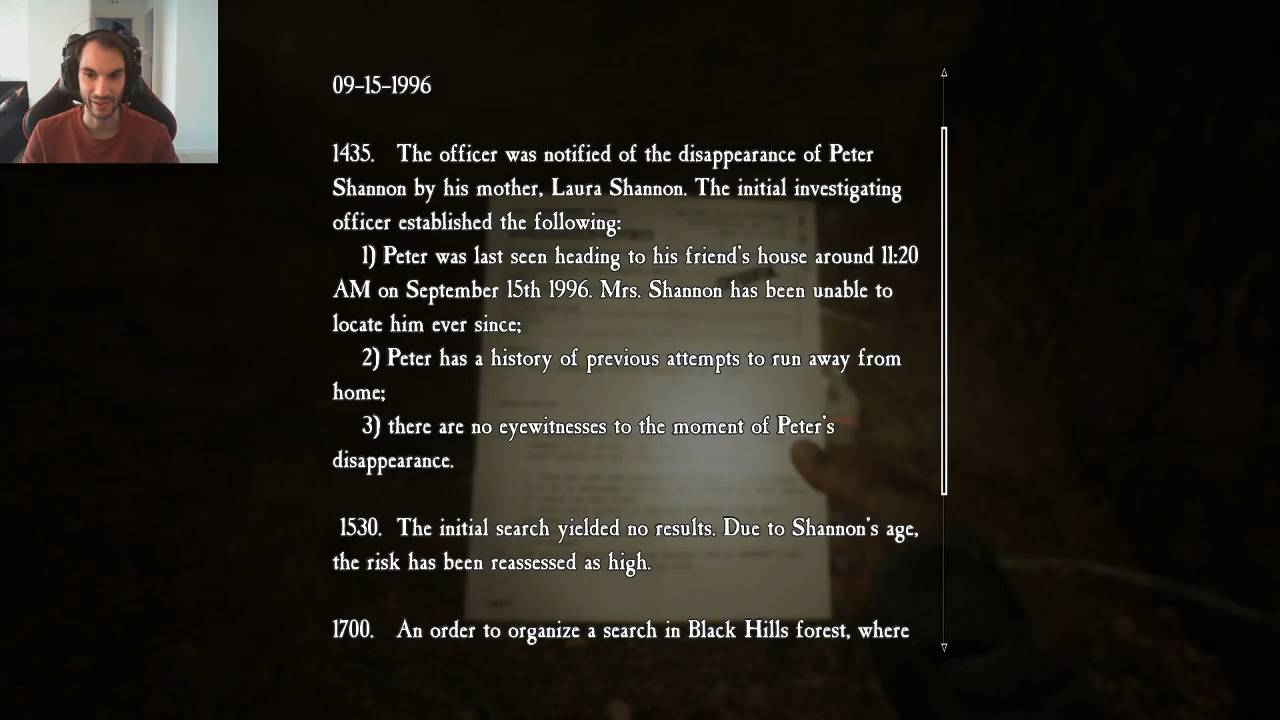 09-15-1996
1435. The officer was notified of the disappearance of Peter
Shannon by his mother, Laura Shannon. The initial investigating
officer established the following:
1) Peter was last seen heading to his friend's house around 11:20
AM on September 15th 1996. Mrs. Shannon has been unable to
locate him ever since;
2) Peter has a history of previous attempts to run away from
home;
3) there are no eyewitnesses to the moment of Peter's
disappearance.
1530. The initial search yielded no results. Due to Shannon's age,
the risk has been reassessed as high.
1700. An order to organize a search in Black Hills forest, where